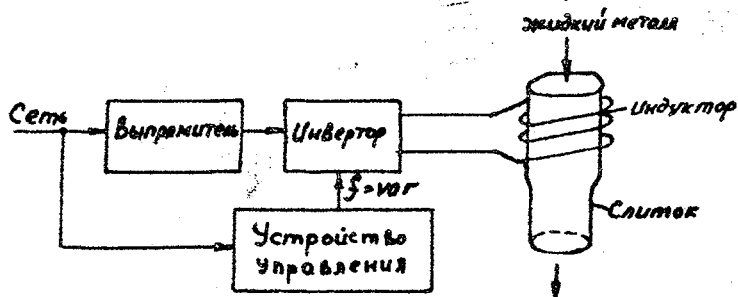 жидкий металл
Сеть
Выпрямитель
Инвертор
индуктор
f=var
Слиток
Устройство
управления